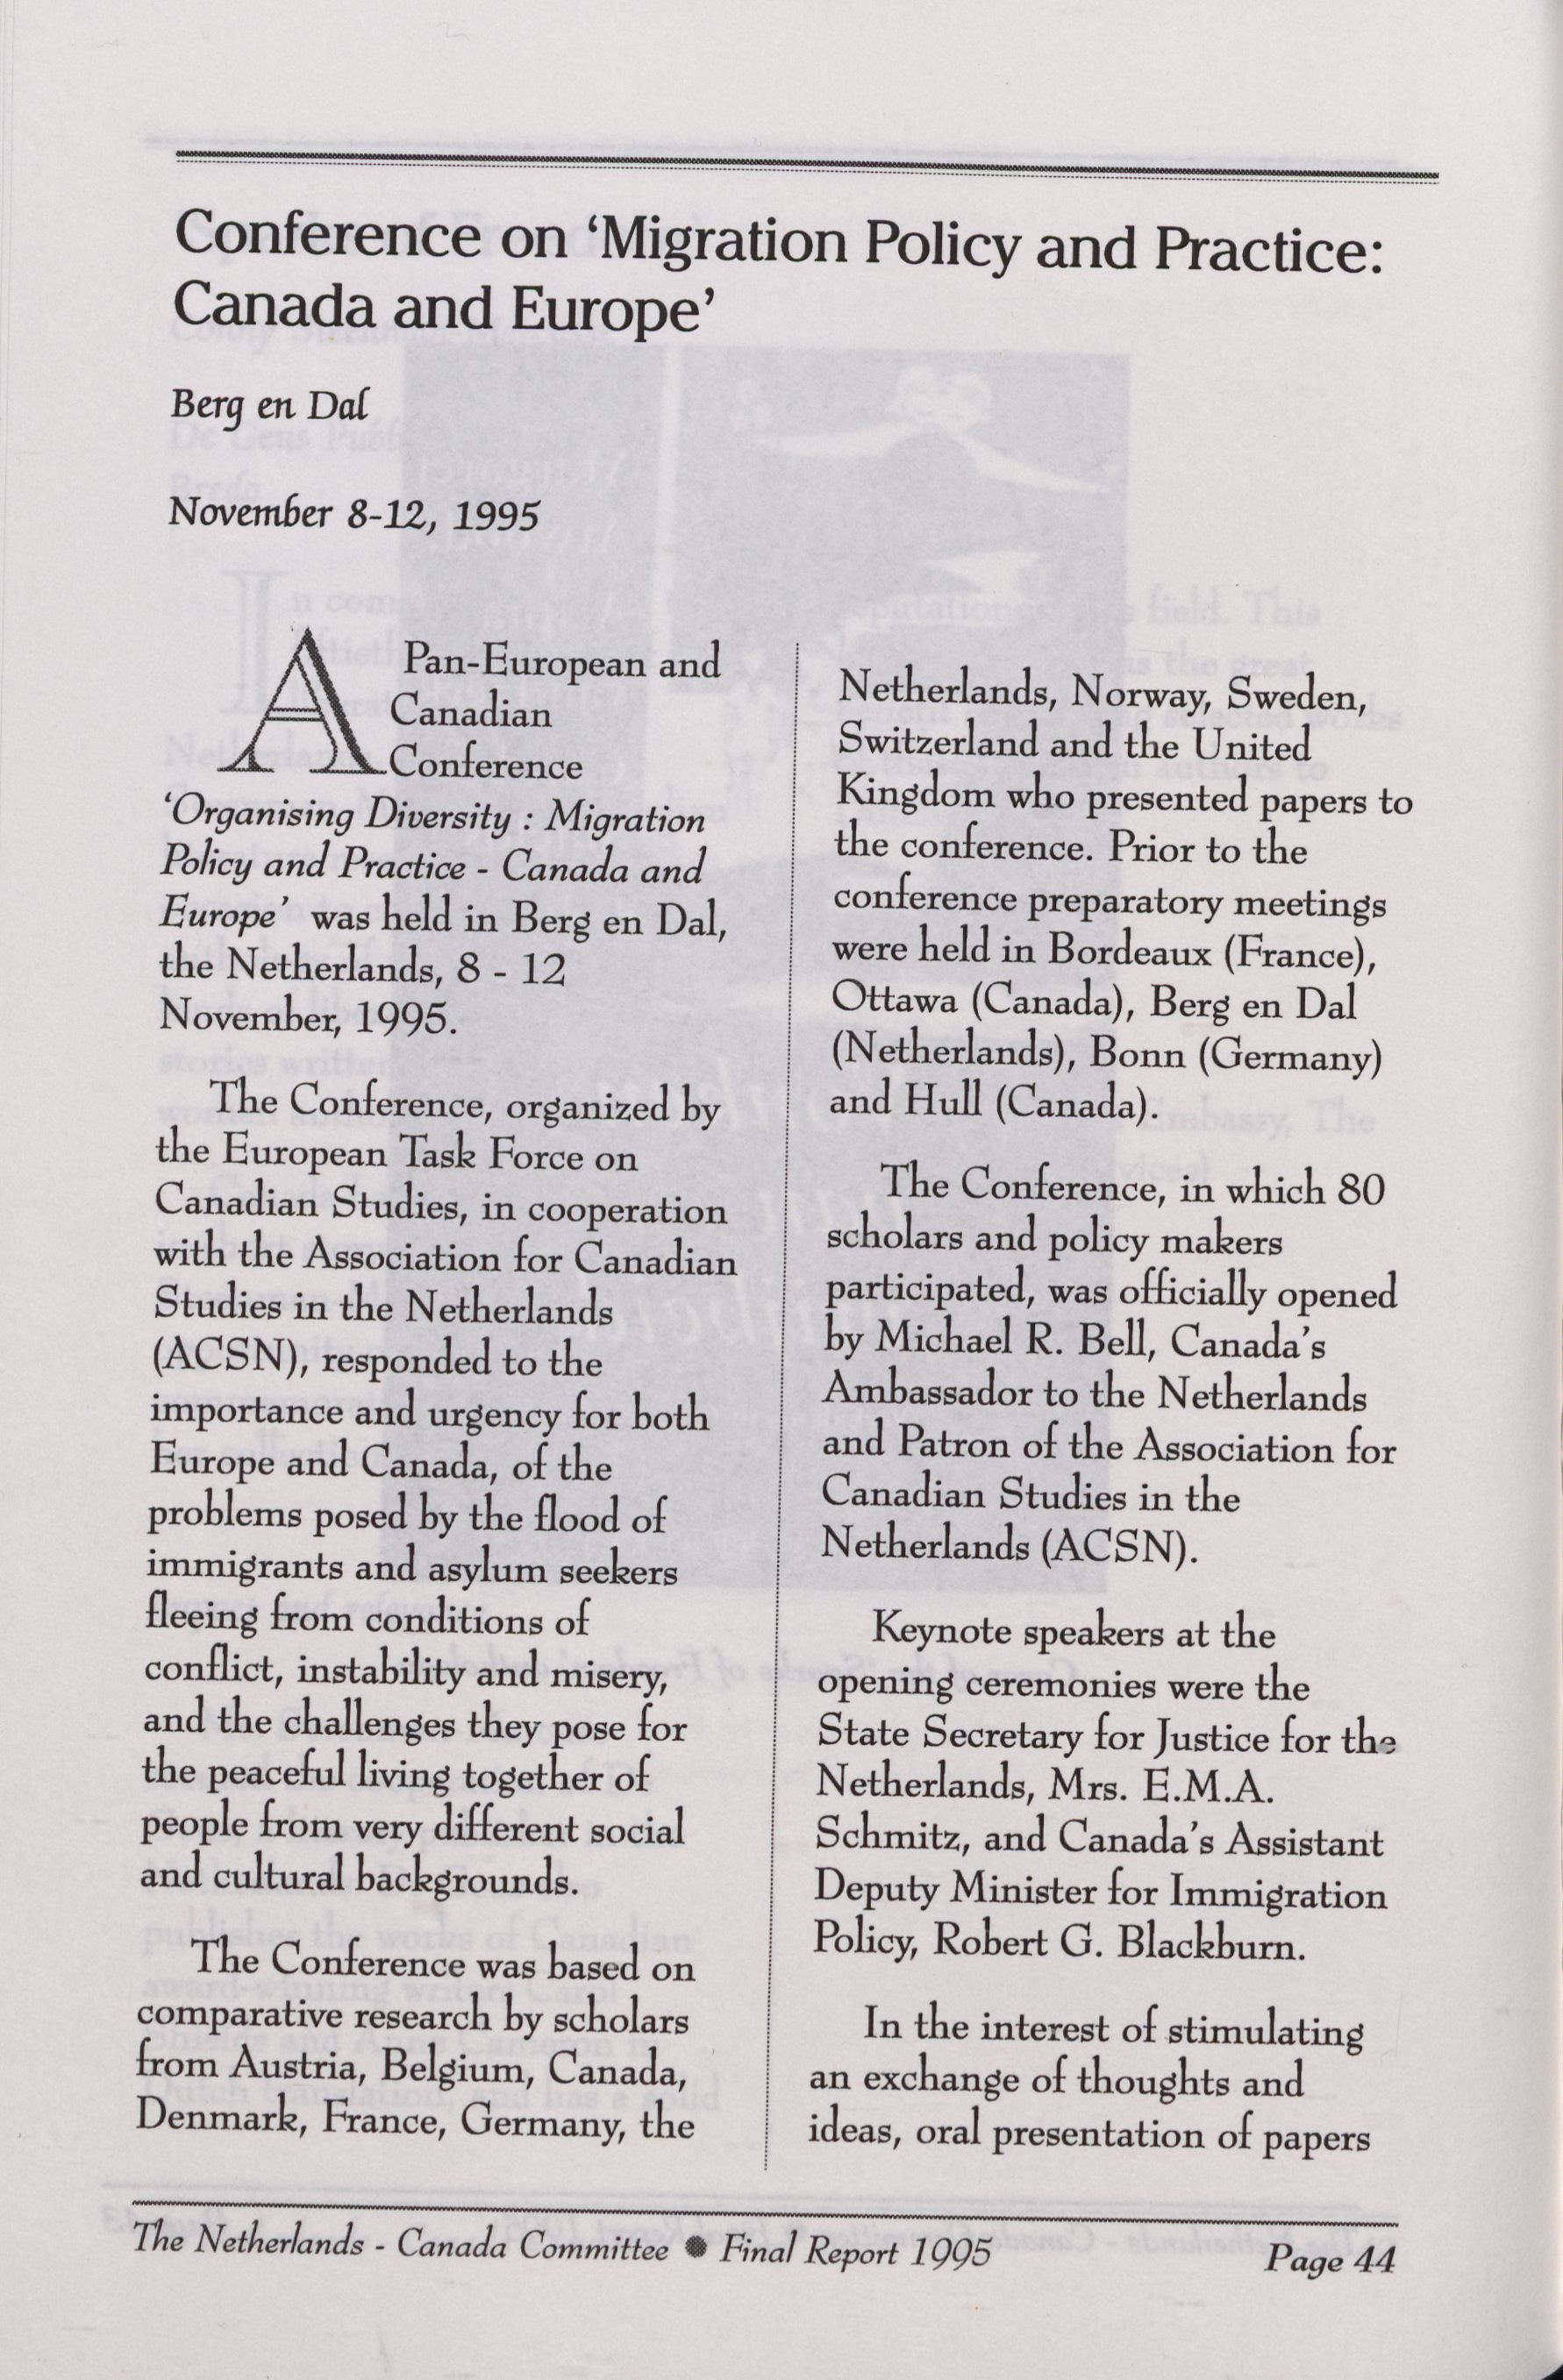 Conference on ‘Migration Policy and Practice:
Canada and Europe’
Berg en Dal
November 8-12, 1995
A Pan-European and
Canadian
Conference
‘Organising Diversity : Migration
Policy and Practice - Canada and
Europe’ was held in Berg en Dal,
the Netherlands, 8 - 12
November, 1995.
The Conference, organized by
the European Task Force on
Canadian Studies, in cooperation
with the Association for Canadian
Studies in the Netherlands
(ACSN), responded to the
importance and urgency for both
Europe and Canada, of the
problems posed by the flood of
immigrants and asylum seekers
fleeing from conditions of
conflict, instability and misery,
and the challenges they pose for
the peaceful living together of
people from very different social
and cultural backgrounds.
The Conference was based on
comparative research by scholars
from Austria, Belgium, Canada,
Denmark, France, Germany, the
Netherlands, Norway, Sweden,
Switzerland and the United
Kingdom who presented papers to
the conference. Prior to the
conference preparatory meetings
were held in Bordeaux (France),
Ottawa (Canada), Berg en Dal
(Netherlands), Bonn (Germany)
and Hull (Canada).
The Conference, in which 80
scholars and policy makers
participated, was officially opened
by Michael R. Bell, Canada’s
Ambassador to the Netherlands
and Patron of the Association for
Canadian Studies in the
Netherlands (ACSN).
Keynote speakers at the
opening ceremonies were the
State Secretary for Justice for the
Netherlands, Mrs. E.M.A.
Schmitz, and Canada’s Assistant
Deputy Minister for Immigration
Policy, Robert G. Blackburn.
In the interest of stimulating
an exchange of thoughts and
ideas, oral presentation of papers
The Netherlands - Canada Committee ● Final Report 1995
Page 44